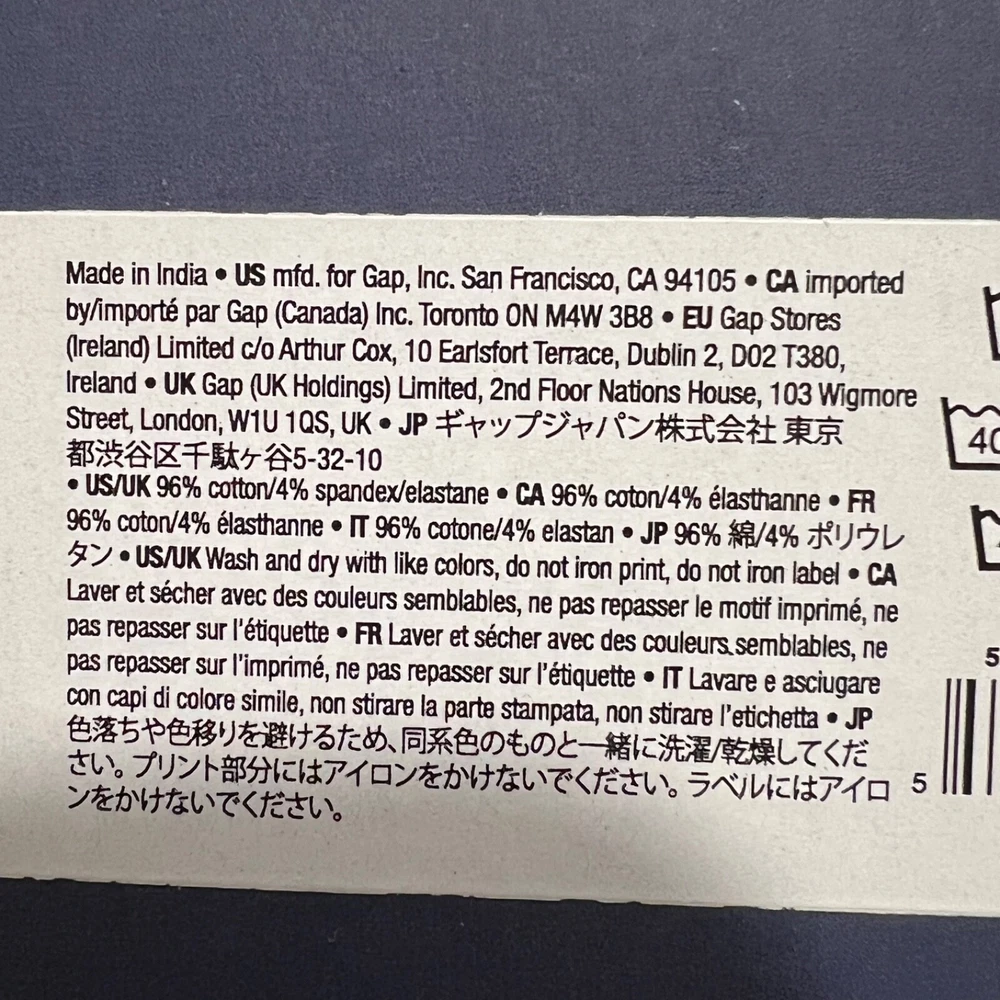 Made in India • US mfd. for Gap, Inc. San Francisco, CA 94105 • CA imported
by/importé par Gap (Canada) Inc. Toronto ON M4W 3B8 • EU Gap Stores
(Ireland) Limited c/o Arthur Cox, 10 Earlsfort Terrace, Dublin 2, D02 T380,
Ireland • UK Gap (UK Holdings) Limited, 2nd Floor Nations House, 103 Wigmore
Street, London, W1U 1QS, UK • JP ギャップジャパン株式会社 東京
都渋谷区千駄ヶ谷5-32-10
• US/UK 96% cotton/4% spandex/elastane • CA 96% coton/4% élasthanne • FR
96% coton/4% élasthanne • IT 96% cotone/4% elastan • JP 96% 綿/4% ポリウレ
タン • US/UK Wash and dry with like colors, do not iron print, do not iron label • CA
Laver et sécher avec des couleurs semblables, ne pas repasser le motif imprimé, ne
pas repasser sur l'étiquette • FR Laver et sécher avec des couleurs semblables, ne
pas repasser sur l'imprimé, ne pas repasser sur l'étiquette • IT Lavare e asciugare
con capi di colore simile, non stirare la parte stampata, non stirare l'etichetta • JP
色落ちや色移りを避けるため、同系色のものと一緒に洗濯/乾燥してくだ
さい。プリント部分にはアイロンをかけないでください。ラベルにはアイロ
ンをかけないでください。
40
5
5